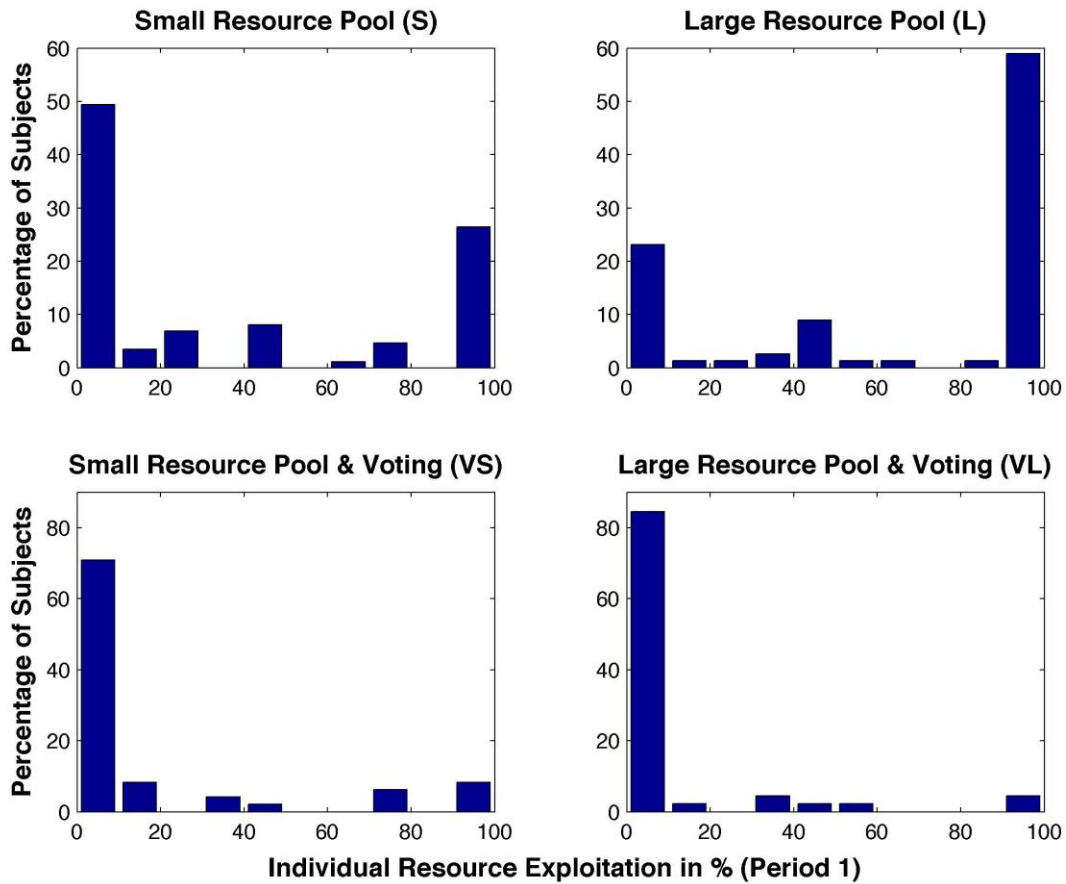 Small Resource Pool (S)
Large Resource Pool (L)
Percentage of Subjects
60
50
40
30
20
10
0
0 20 40 60 80 100
60
50
40
30
20
10
0
0 20 40 60 80 100
Small Resource Pool & Voting (VS)
Large Resource Pool & Voting (VL)
Percentage of Subjects
80
60
40
20
0
0 20 40 60 80 100
80
60
40
20
0
0 20 40 60 80 100
Individual Resource Exploitation in % (Period 1)